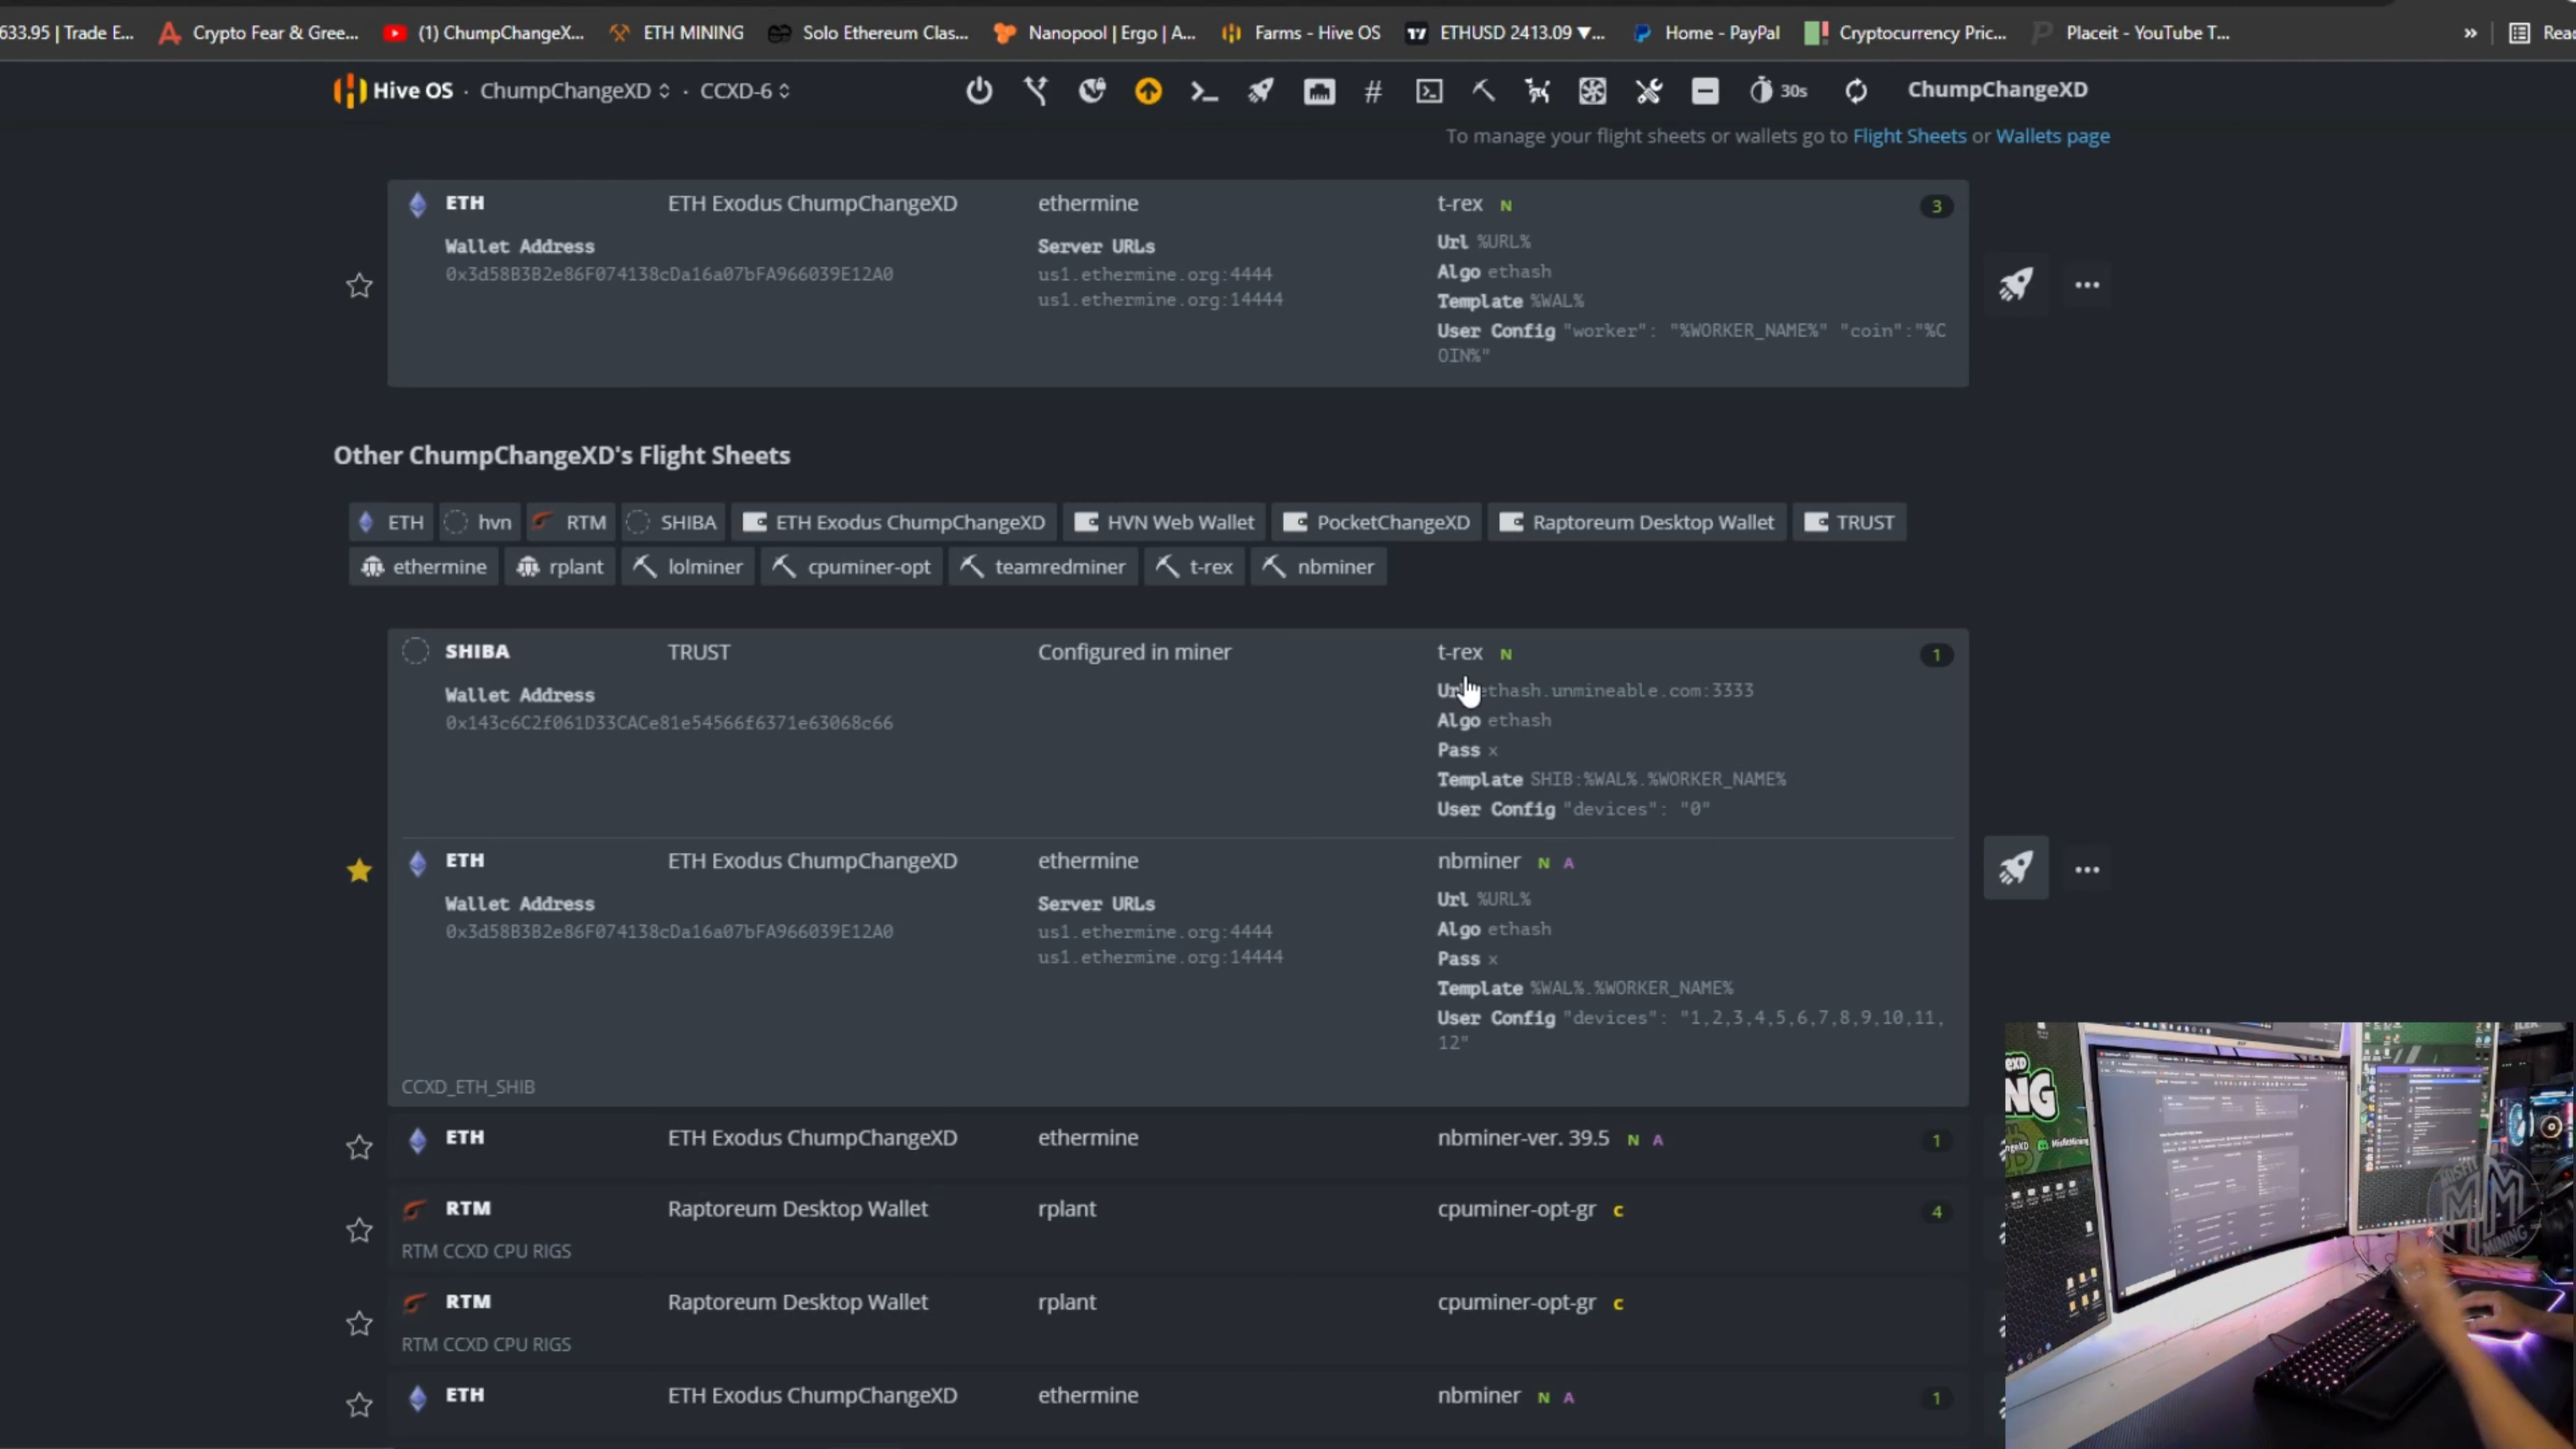 633.95 | Trade E...
Crypto Fear & Gree...
(1) ChumpChangeX...
ETH MINING
Solo Ethereum Clas...
Nanopool | Ergo | A...
Farms - Hive OS
ETHUSD 2413.09 ▼...
Home - PayPal
Cryptocurrency Pric...
Placeit - YouTube T...
»
Hive OS · ChumpChangeXD · CCXD-6
30s
ChumpChangeXD
To manage your flight sheets or wallets go to Flight Sheets or Wallets page
ETH ETH Exodus ChumpChangeXD ethermine t-rex N 3
Wallet Address Server URLs Url %URL%
0x3d58B3B2e86F074138cDa16a07bFA966039E12A0 us1.ethermine.org:4444 Algo ethash
us1.ethermine.org:14444 Template %WAL%
User Config "worker": "%WORKER_NAME%" "coin":"%C
OIN%"
Other ChumpChangeXD's Flight Sheets
ETH hvn RTM SHIBA ETH Exodus ChumpChangeXD HVN Web Wallet PocketChangeXD Raptoreum Desktop Wallet TRUST
ethermine rplant lolminer cpuminer-opt teamredminer t-rex nbminer
SHIBA TRUST Configured in miner t-rex N 1
Wallet Address ethash.unmineable.com:3333
0x143c6C2f061D33CACe81e54566f6371e63068c66 Algo ethash
Pass x
Template SHIB:%WAL%.%WORKER_NAME%
User Config "devices": "0"
ETH ETH Exodus ChumpChangeXD ethermine nbminer N A
Wallet Address Server URLs Url %URL%
0x3d58B3B2e86F074138cDa16a07bFA966039E12A0 us1.ethermine.org:4444 Algo ethash
us1.ethermine.org:14444 Pass x
Template %WAL%.%WORKER_NAME%
User Config "devices": "1,2,3,4,5,6,7,8,9,10,11,
12"
CCXD_ETH_SHIB
ETH ETH Exodus ChumpChangeXD ethermine nbminer-ver. 39.5 N A 1
RTM Raptoreum Desktop Wallet rplant cpuminer-opt-gr C 4
RTM CCXD CPU RIGS
RTM Raptoreum Desktop Wallet rplant cpuminer-opt-gr C
RTM CCXD CPU RIGS
ETH ETH Exodus ChumpChangeXD ethermine nbminer N A 1
NG
MM
MINING